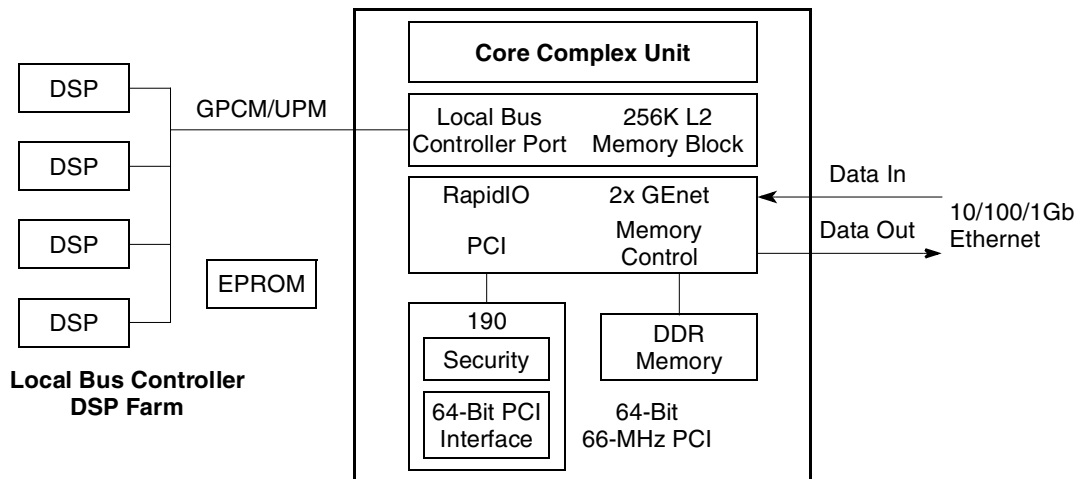 Core Complex Unit
DSP
DSP
DSP
DSP
GPCM/UPM
Local Bus
Controller Port
256K L2
Memory Block
RapidIO
2x GEnet
PCI
Memory
Control
Data In
Data Out
10/100/1Gb
Ethernet
EPROM
190
Security
64-Bit PCI
Interface
DDR
Memory
64-Bit
66-MHz PCI
Local Bus Controller
DSP Farm